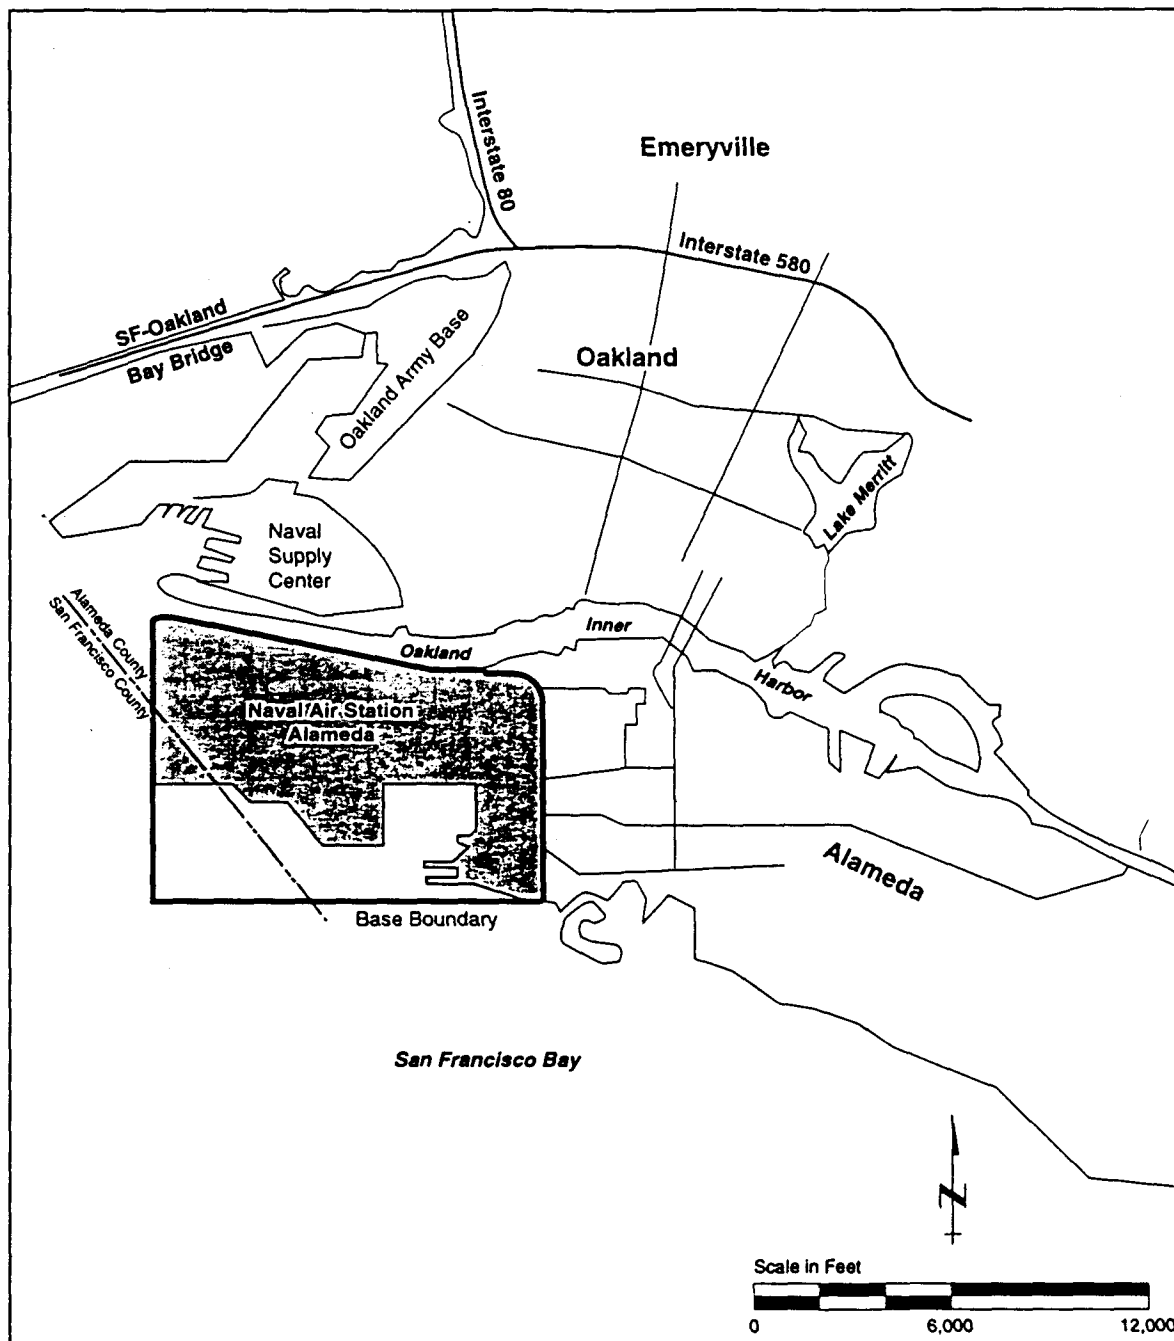 Interstate 80
Emeryville
Interstate 580
SF-Oakland
Bay Bridge
Oakland Army Base
Oakland
Lake Merritt
Naval
Supply
Center
Alameda County
San Francisco County
Oakland
Inner
Harbor
Naval Air Station
Alameda
Alameda
Base Boundary
San Francisco Bay
N
Scale in Feet
0
6,000
12,000